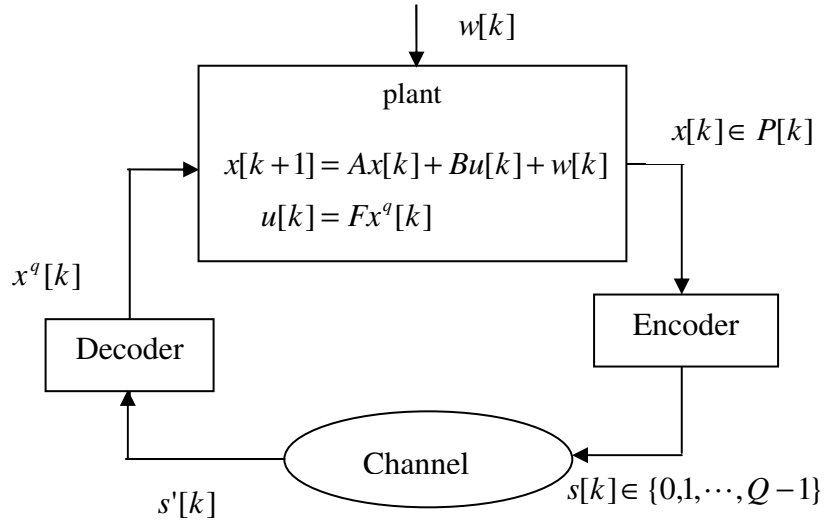 w[k]
plant
x[k+1] = Ax[k] + Bu[k] + w[k]
u[k] = Fx^q[k]
x[k] ∈ P[k]
x^q[k]
Decoder
Encoder
Channel
s'[k]
s[k] ∈ {0,1,⋯,Q−1}